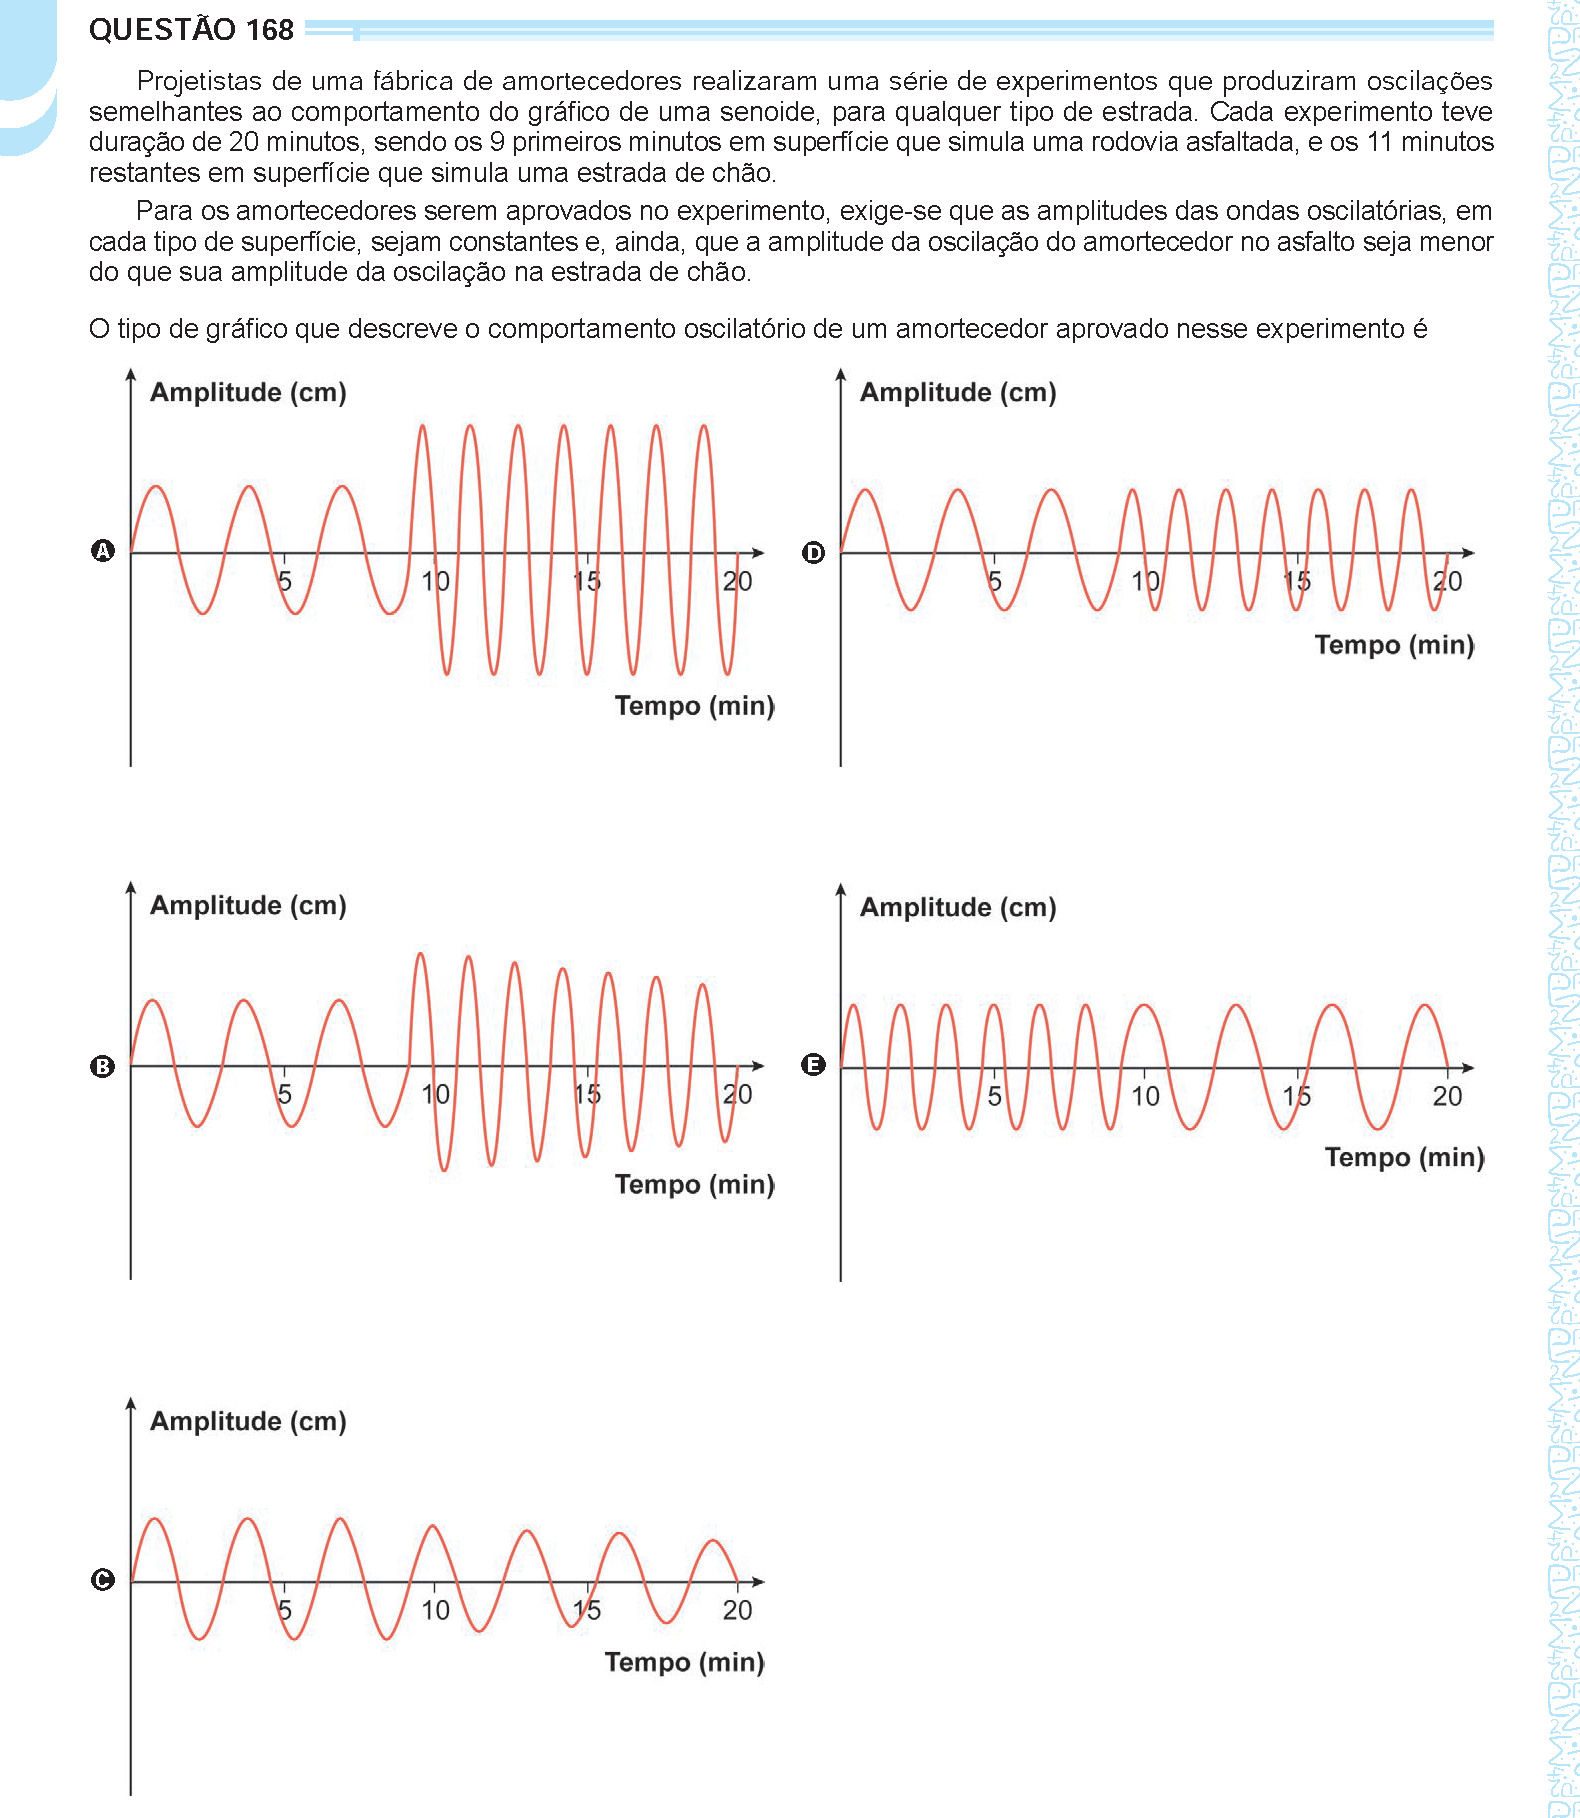 QUESTÃO 168
Projetistas de uma fábrica de amortecedores realizaram uma série de experimentos que produziram oscilações
semelhantes ao comportamento do gráfico de uma senoide, para qualquer tipo de estrada. Cada experimento teve
duração de 20 minutos, sendo os 9 primeiros minutos em superfície que simula uma rodovia asfaltada, e os 11 minutos
restantes em superfície que simula uma estrada de chão.
Para os amortecedores serem aprovados no experimento, exige-se que as amplitudes das ondas oscilatórias, em
cada tipo de superfície, sejam constantes e, ainda, que a amplitude da oscilação do amortecedor no asfalto seja menor
do que sua amplitude da oscilação na estrada de chão.
O tipo de gráfico que descreve o comportamento oscilatório de um amortecedor aprovado nesse experimento é
Amplitude (cm)
A
5 10 15 20
Tempo (min)
Amplitude (cm)
B
5 10 15 20
Tempo (min)
Amplitude (cm)
C
5 10 15 20
Tempo (min)
Amplitude (cm)
D
5 10 15 20
Tempo (min)
Amplitude (cm)
E
5 10 15 20
Tempo (min)